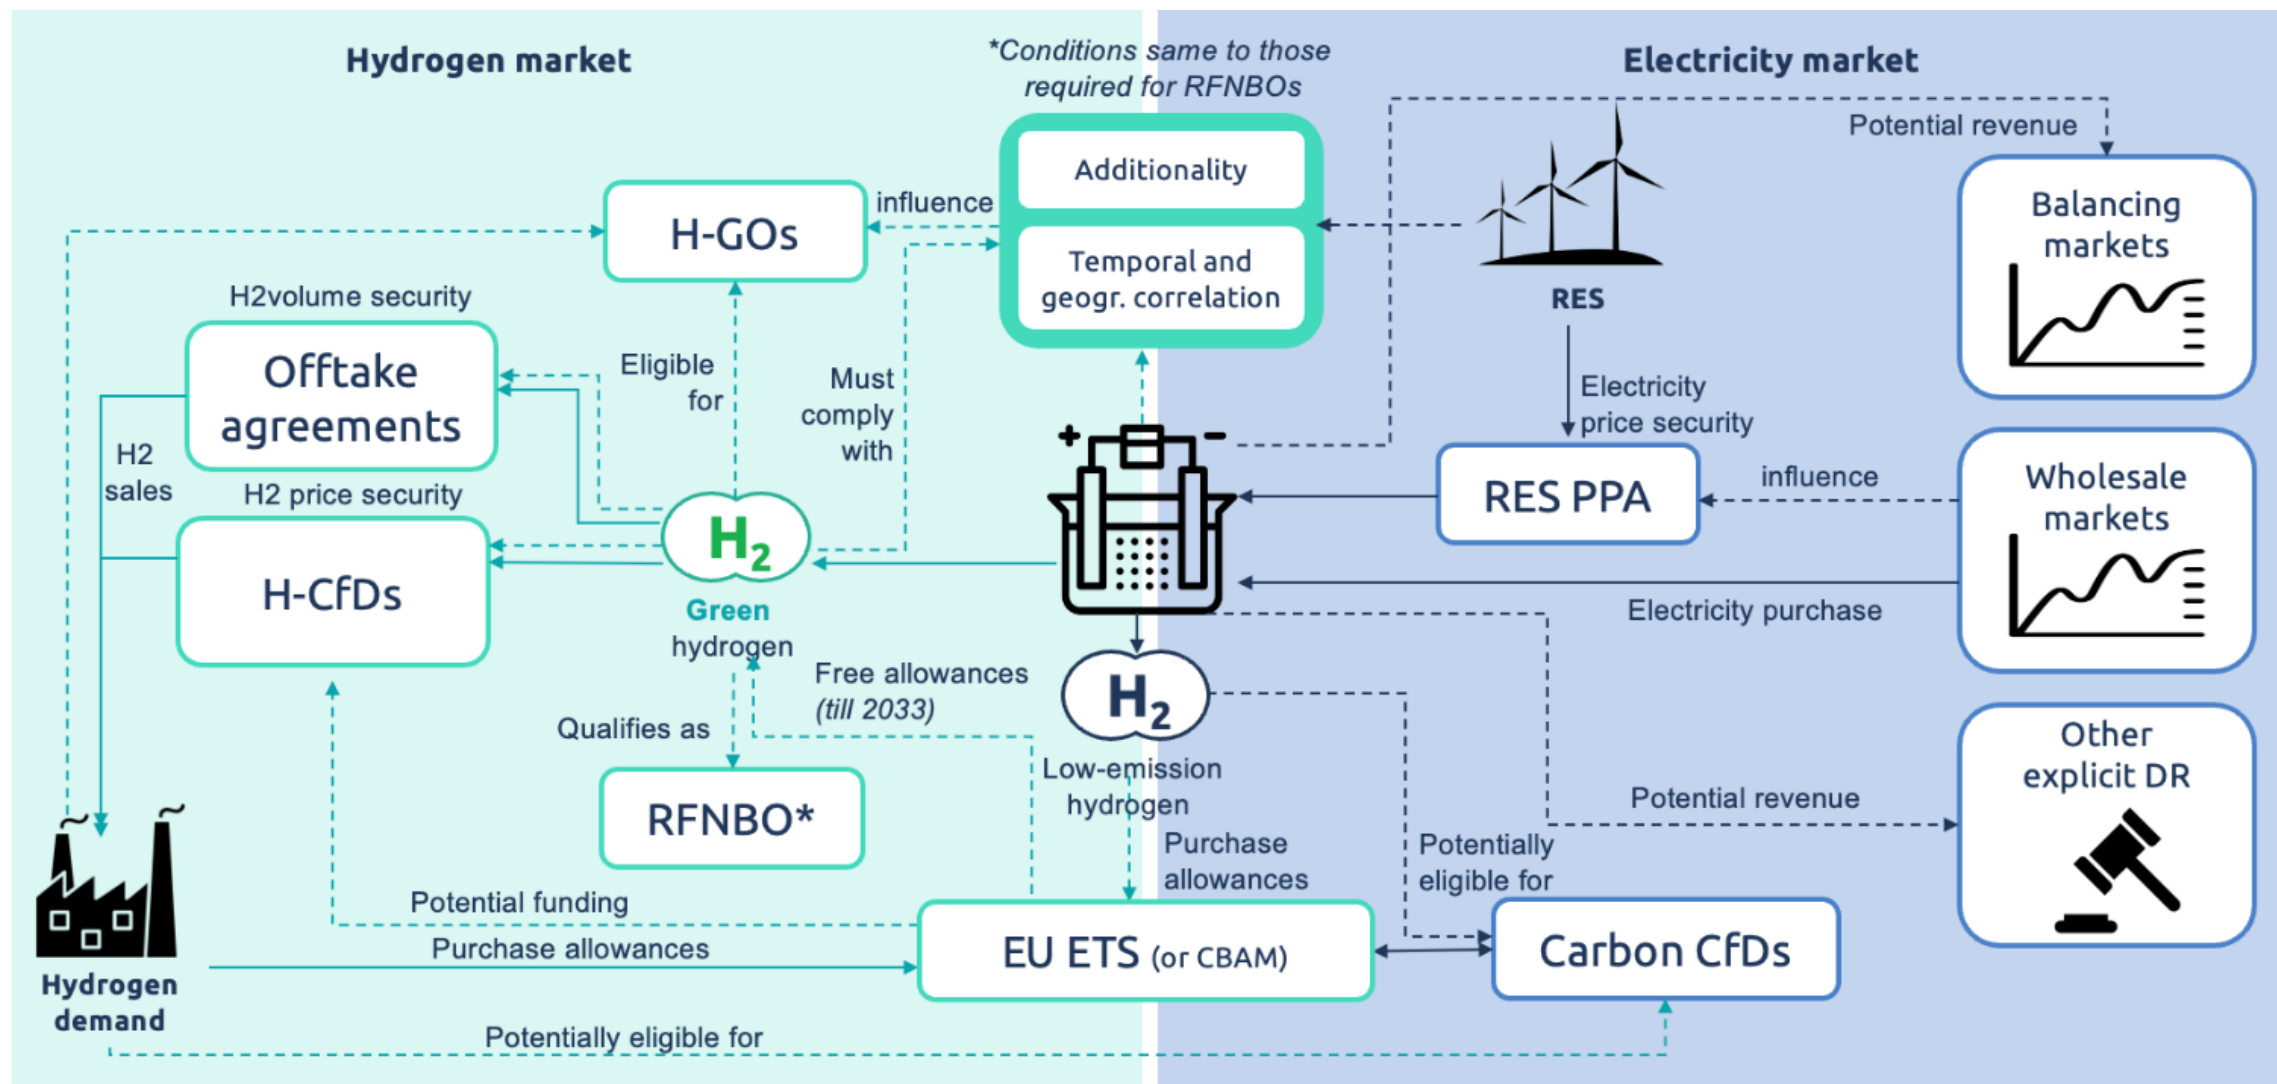 Hydrogen market
*Conditions same to those
required for RFNBOs
Electricity market
Potential revenue
Additionality
Temporal and
geogr. correlation
influence
H-GOs
RES
Balancing
markets
H2volume security
Offtake
agreements
Eligible
for
Must
comply
with
Electricity
price security
H2
sales
H2 price security
H-CfDs
H2
Green
hydrogen
+
−
RES PPA
influence
Wholesale
markets
Electricity purchase
Free allowances
(till 2033)
Qualifies as
RFNBO*
H2
Low-emission
hydrogen
Purchase
allowances
Potentially
eligible for
Potential revenue
Other
explicit DR
Potential funding
Purchase allowances
EU ETS (or CBAM)
Carbon CfDs
Hydrogen
demand
Potentially eligible for